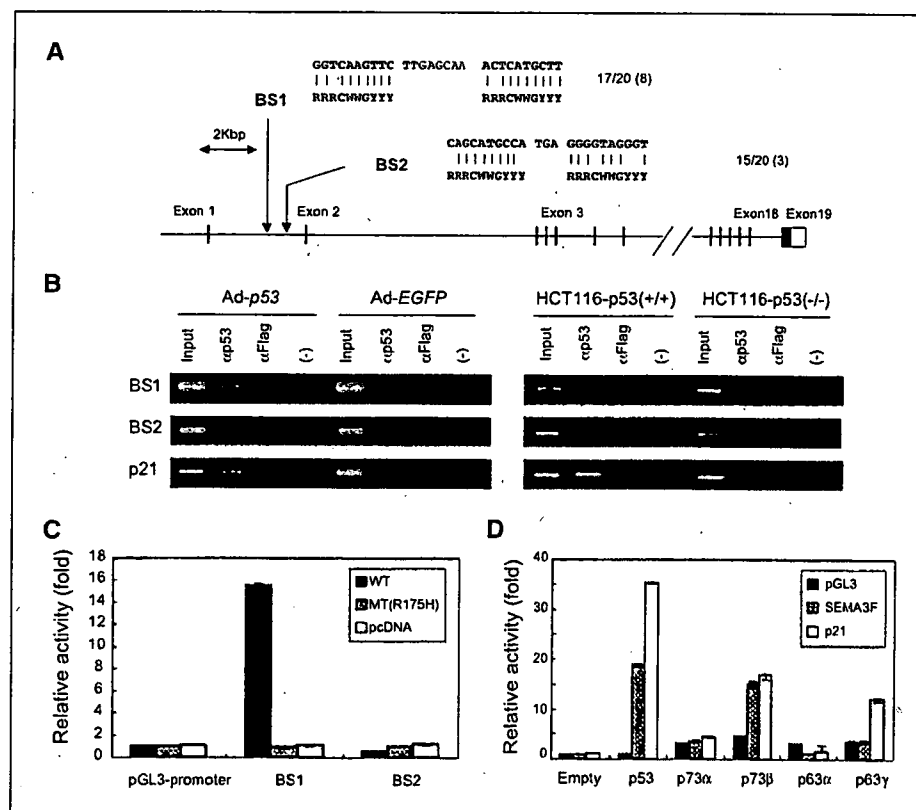 A
GGTCAAGTTC TTGAGCAA ACTCATGCTT
17/20 (8)
RRRCWWGYYY RRRCWWGYYY
BS1
2Kbp
CAGCATGCCA TGA GGGGTAGGGT
15/20 (3)
RRRCWWGYYY RRRCWWGYYY
BS2
Exon 1 Exon 2 Exon 3 Exon18 Exon19
B
Ad-p53 Ad-EGFP HCT116-p53(+/+) HCT116-p53(-/-)
Input αp53 αFlag (-) Input αp53 αFlag (-) Input αp53 αFlag (-) Input αp53 αFlag (-)
BS1
BS2
p21
C
Relative activity (fold)
18
16
14
12
10
8
6
4
2
0
WT
MT(R175H)
pcDNA
pGL3-promoter BS1 BS2
D
Relative activity (fold)
40
30
20
10
0
pGL3
SEMA3F
p21
Empty p53 p73α p73β p63α p63γ